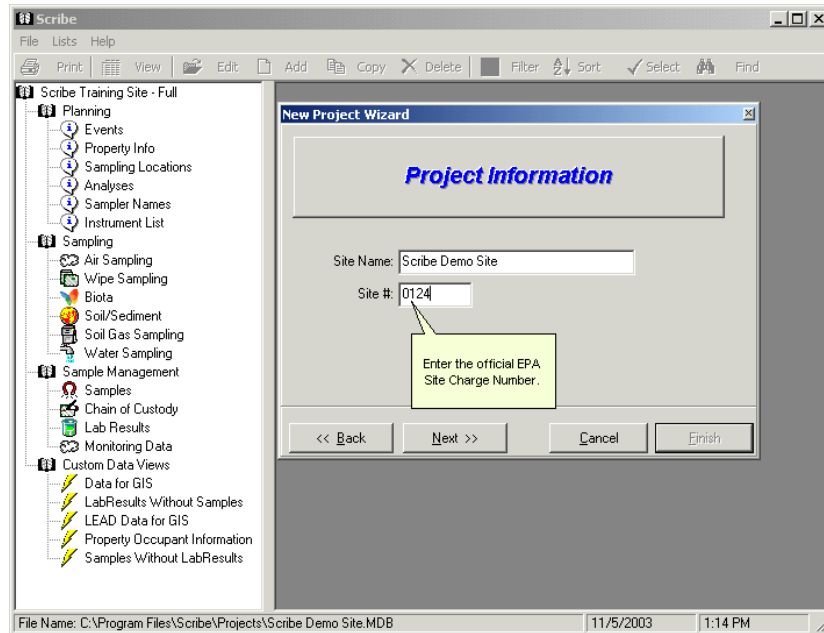 Scribe
File Lists Help
Print View Edit Add Copy Delete Filter Sort Select Find
Scribe Training Site - Full
Planning
Events
Property Info
Sampling Locations
Analyses
Sampler Names
Instrument List
Sampling
Air Sampling
Wipe Sampling
Biota
Soil/Sediment
Soil Gas Sampling
Water Sampling
Sample Management
Samples
Chain of Custody
Lab Results
Monitoring Data
Custom Data Views
Data for GIS
LabResults Without Samples
LEAD Data for GIS
Property Occupant Information
Samples Without LabResults
New Project Wizard
Project Information
Site Name: Scribe Demo Site
Site #: 0124
Enter the official EPA
Site Charge Number.
<< Back Next >> Cancel Finish
File Name: C:\Program Files\Scribe\Projects\Scribe Demo Site.MDB 11/5/2003 1:14 PM